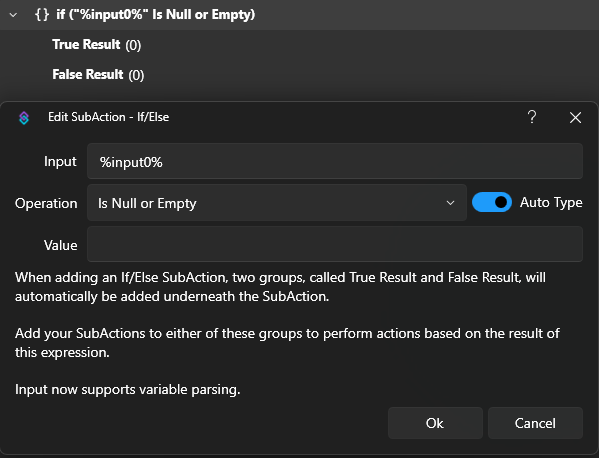 {} if ("%input0%" Is Null or Empty)
True Result (0)
False Result (0)
Edit SubAction - If/Else ?
Input %input0%
Operation Is Null or Empty Auto Type
Value
When adding an If/Else SubAction, two groups, called True Result and False Result, will
automatically be added underneath the SubAction.
Add your SubActions to either of these groups to perform actions based on the result of
this expression.
Input now supports variable parsing.
Ok Cancel